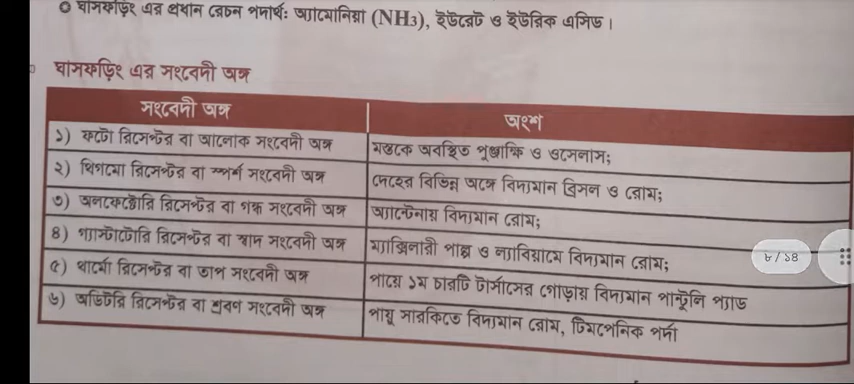 ঘাসফড়িং এর প্রধান রেচন পদার্থঃ অ্যামোনিয়া (NH3), ইউরেট ও ইউরিক এসিড।
ঘাসফড়িং এর সংবেদী অঙ্গ
সংবেদী অঙ্গ অংশ
১) ফটো রিসেপ্টর বা আলোক সংবেদী অঙ্গ মস্তকে অবস্থিত পুঞ্জাক্ষি ও ওসেলাস;
২) থিগমো রিসেপ্টর বা স্পর্শ সংবেদী অঙ্গ দেহের বিভিন্ন অঙ্গে বিদ্যমান ব্রিসল ও রোম;
৩) অলফেক্টোরি রিসেপ্টর বা গন্ধ সংবেদী অঙ্গ অ্যান্টেনায় বিদ্যমান রোম;
৪) গ্যাস্টাটোরি রিসেপ্টর বা স্বাদ সংবেদী অঙ্গ ম্যাক্সিলারী পাল্প ও ল্যাবিয়ামে বিদ্যমান রোম;
৫) থার্মো রিসেপ্টর বা তাপ সংবেদী অঙ্গ পায়ে ১ম চারটি টার্সাসের গোড়ায় বিদ্যমান পান্টুলি প্যাড
৬) অডিটরি রিসেপ্টর বা শ্রবণ সংবেদী অঙ্গ পায়ু সারকিতে বিদ্যমান রোম, টিমপেনিক পর্দা
৮/১৪